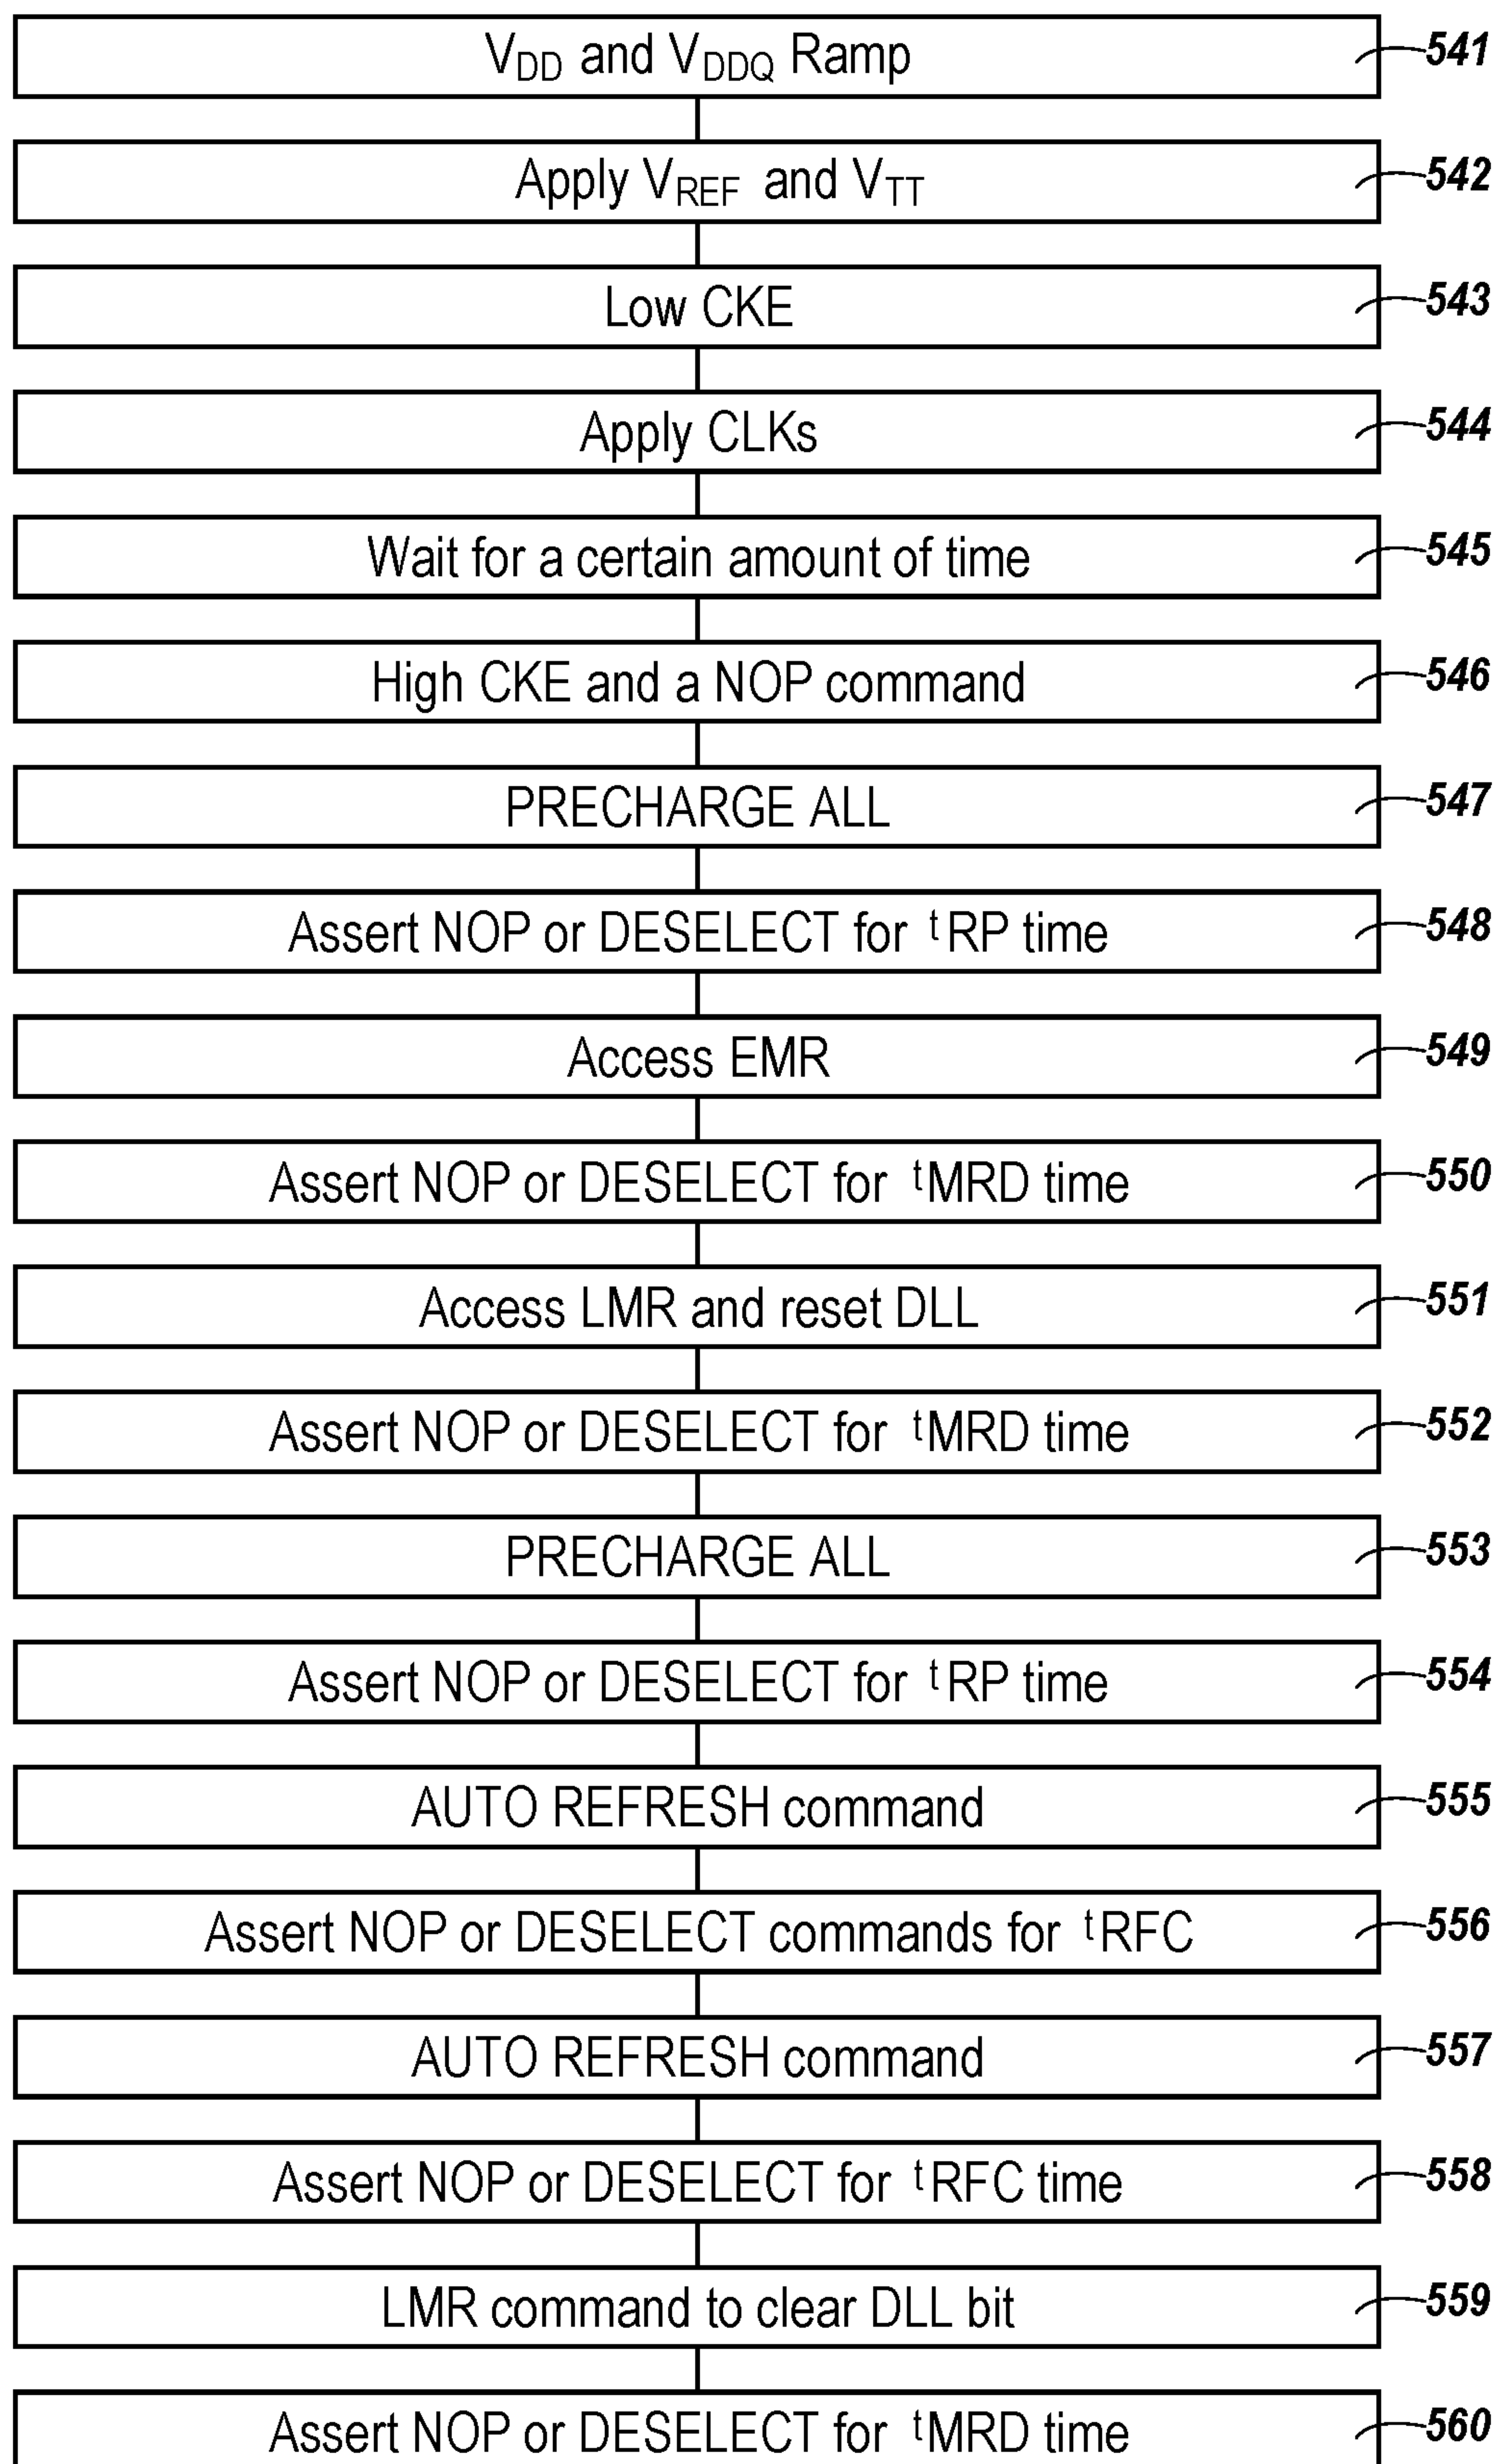 VDD and VDDQ Ramp 541
Apply VREF and VTT 542
Low CKE 543
Apply CLKs 544
Wait for a certain amount of time 545
High CKE and a NOP command 546
PRECHARGE ALL 547
Assert NOP or DESELECT for tRP time 548
Access EMR 549
Assert NOP or DESELECT for tMRD time 550
Access LMR and reset DLL 551
Assert NOP or DESELECT for tMRD time 552
PRECHARGE ALL 553
Assert NOP or DESELECT for tRP time 554
AUTO REFRESH command 555
Assert NOP or DESELECT commands for tRFC 556
AUTO REFRESH command 557
Assert NOP or DESELECT for tRFC time 558
LMR command to clear DLL bit 559
Assert NOP or DESELECT for tMRD time 560